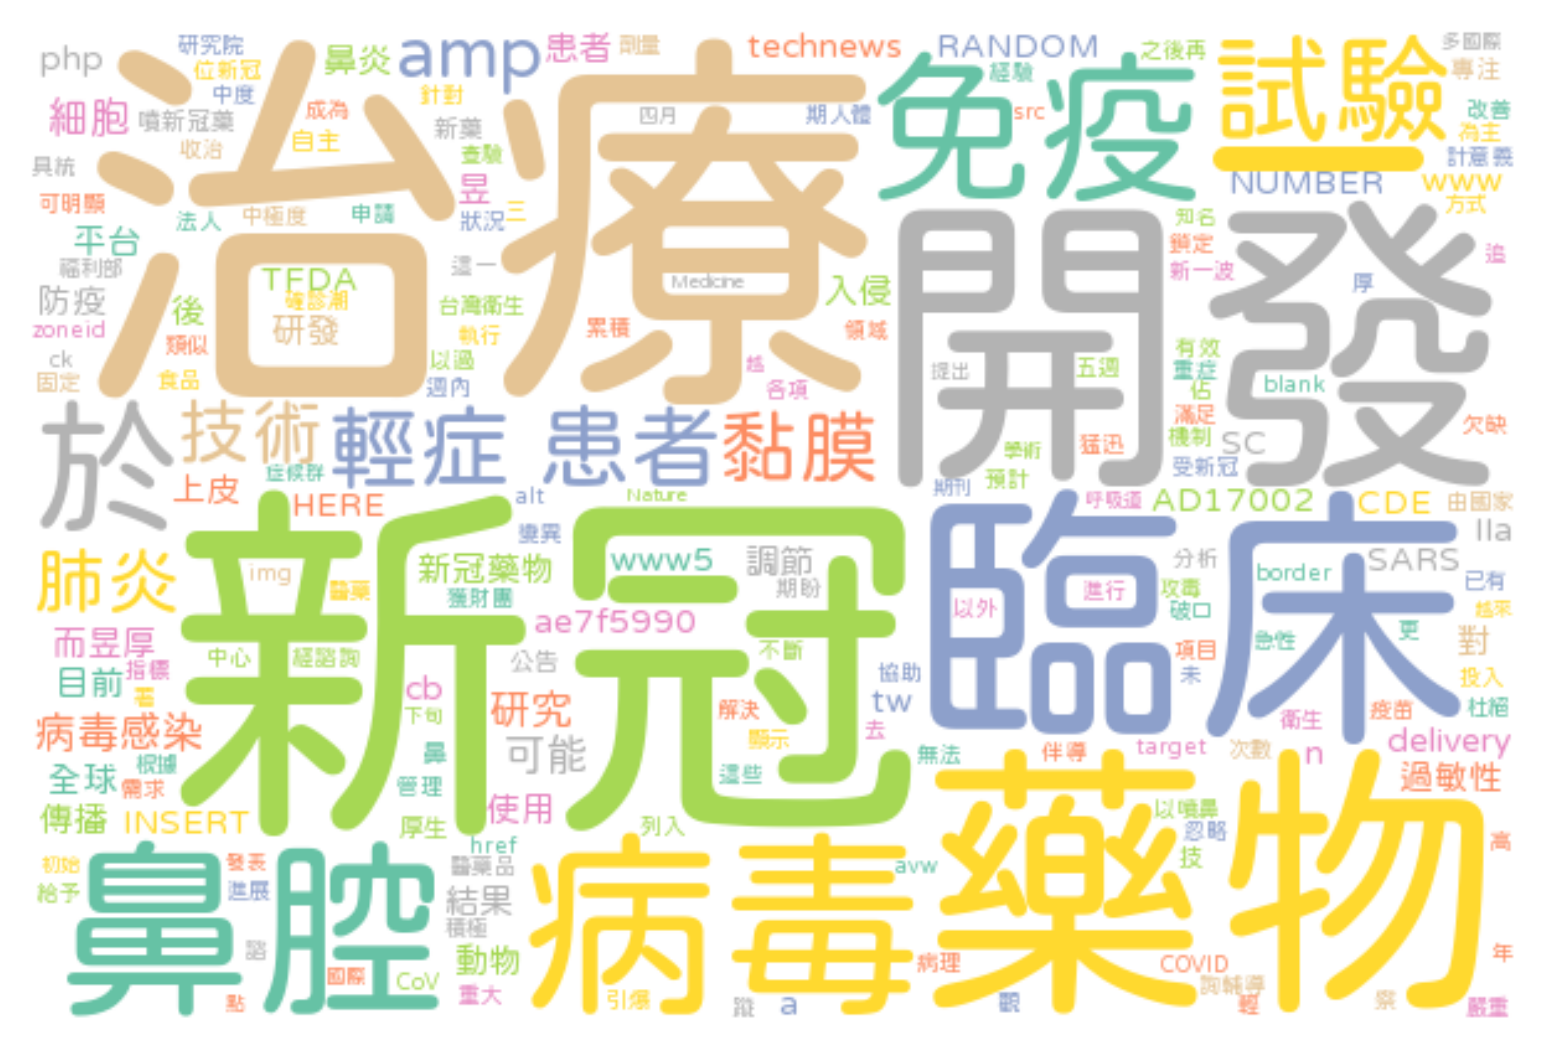 php
研究院
位新冠
中度
鼻炎
amp
患者
劑量
technews
RANDOM
之後再
試驗
多國際
專注
細胞
噴新冠藥
成為
自主
針對
新藥
查驗
治療
四月
期人體
免疫
經驗
src
改善
為主
計意義
具統
收治
可明顯
法人
中極度
申請
昱
三
狀況
NUMBER
www
方式
平台
福利部
防疫
zoneid
ck
固定
後
類似
食品
TFDA
確診潮
研發
這一
台灣衛生
執行
以過
週內
Medicine
累積
入侵
領域
越
各項
開發
知名
鎖定
新一波
厚
追
提出
五週
有效
重症
佔
blank
滿足
機制
SC
欠缺
於
技術
輕症
患者
黏膜
學術
猛迅
受新冠
症候群
上皮
HERE
alt
Nature
期刊
預計
呼吸道
AD17002
CDE
由國家
lla
新冠
變異
肺炎
img
醫藥
新冠藥物
獲財團
www5
調節
期盼
臨床
以外
進行
分析
攻毒
破口
border
SARS
已有
越來
而昱厚
目前
指標
著
中心
經諮詢
ae7f5990
公告
不斷
協助
項目
未
急性
更
對
投入
病毒感染
cb
下旬
研究
可能
解決
顯示
tw
去
衛生
疫苗
杜絕
全球
根據
需求
鼻
管理
這些
無法
伴導
target
次數
n
delivery
過敏性
傳播
INSERT
厚生
使用
href
列入
藥物
以噴鼻
忽略
技
高
初始
給予
發表
進展
鼻腔
醫藥品
結果
積極
病毒
avw
諮
國際
CoV
動物
重大
點
引爆
蹤
a
病理
觀
COVID
詢輔導
輕
禦
年
嚴重